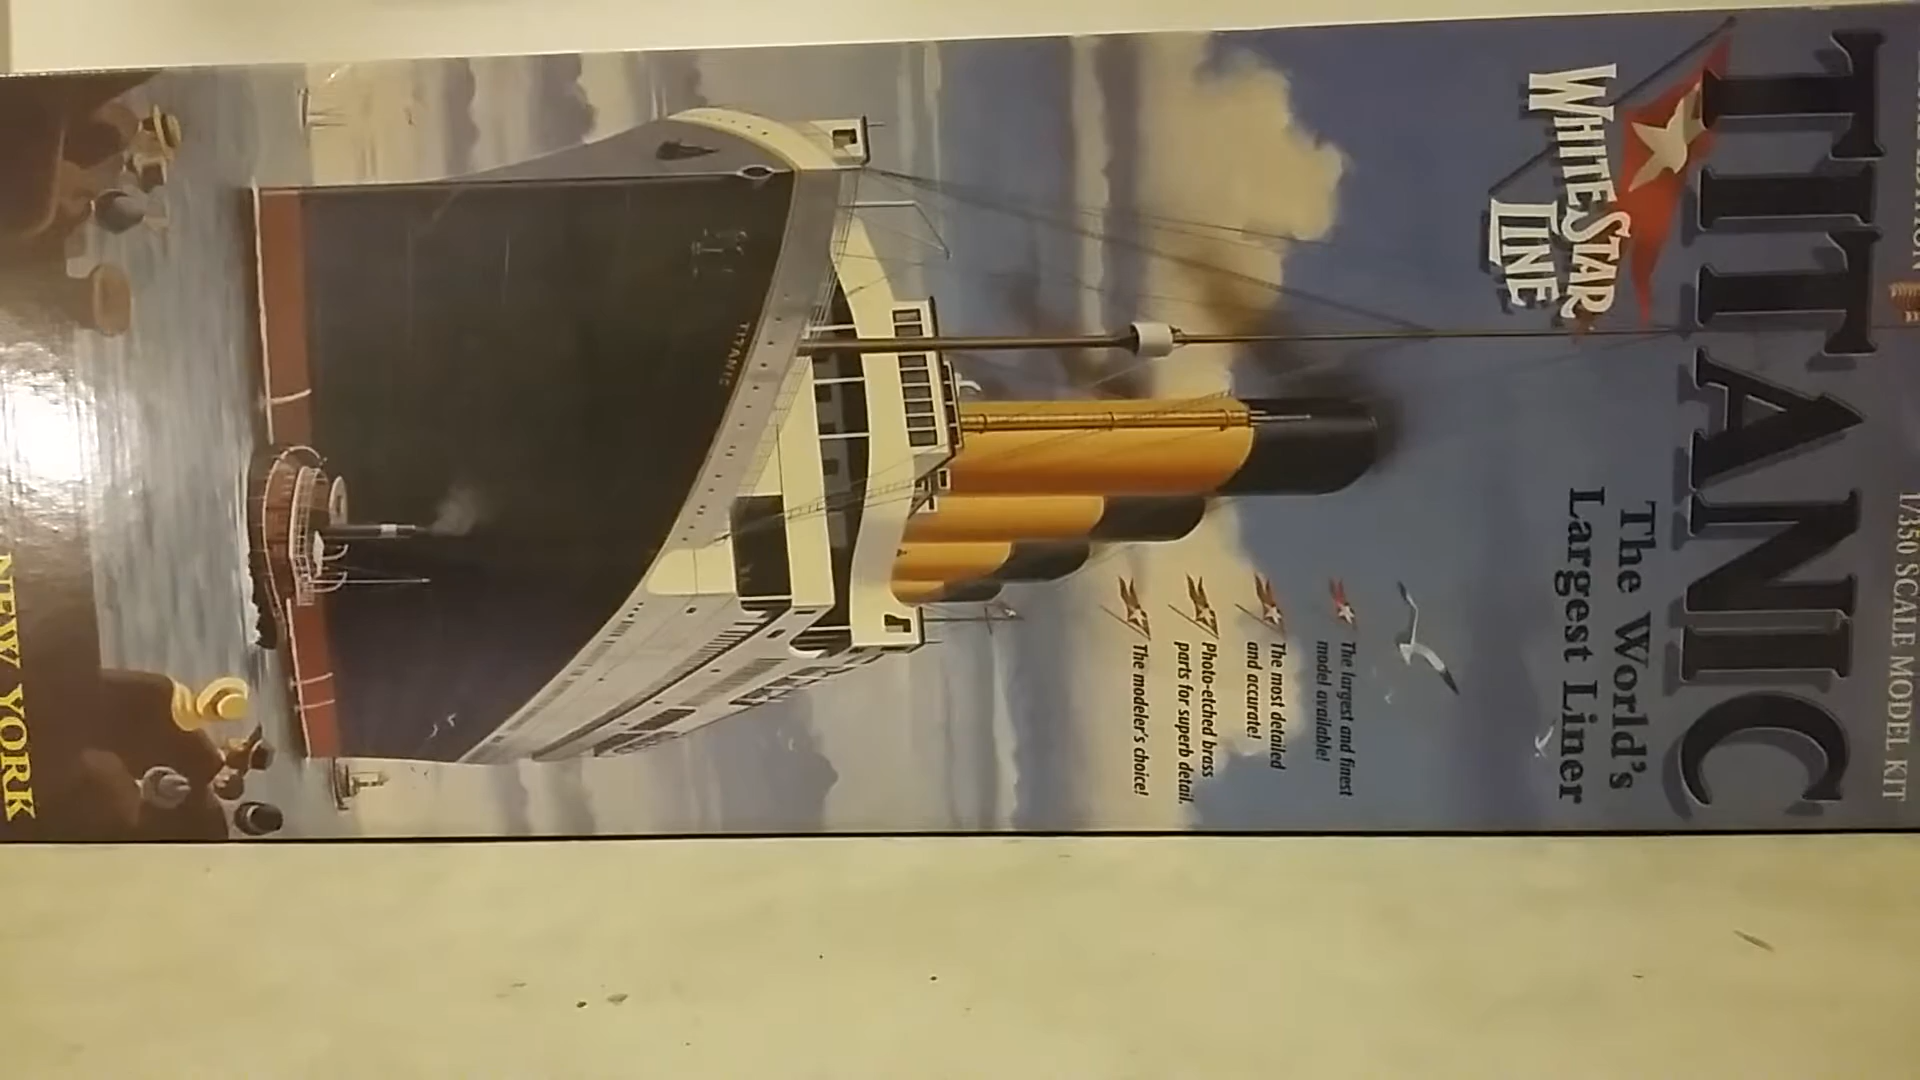 1/350 SCALE MODEL KIT
TITANIC
WHITE STAR
LINE
The World's
Largest Liner
The largest and finest
model available!
The most detailed
and accurate!
Photo-etched brass
parts for superb detail.
The modeler's choice!
TITANIC
NEW YORK